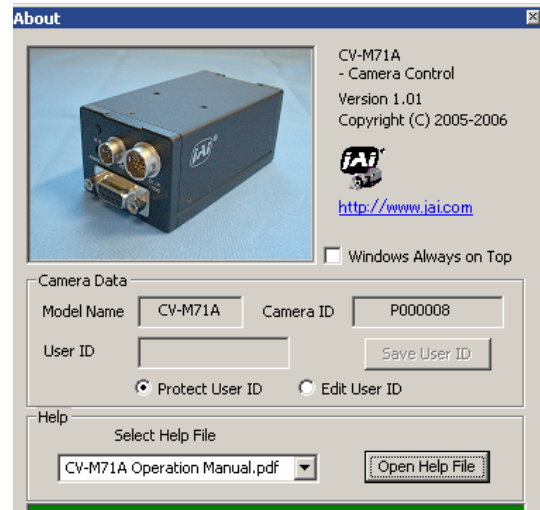 About
CV-M71A
- Camera Control
Version 1.01
Copyright (C) 2005-2006
JAi
http://www.jai.com
JAi
Windows Always on Top
Camera Data
Model Name CV-M71A Camera ID P000008
User ID Save User ID
Protect User ID Edit User ID
Help
Select Help File
CV-M71A Operation Manual.pdf Open Help File